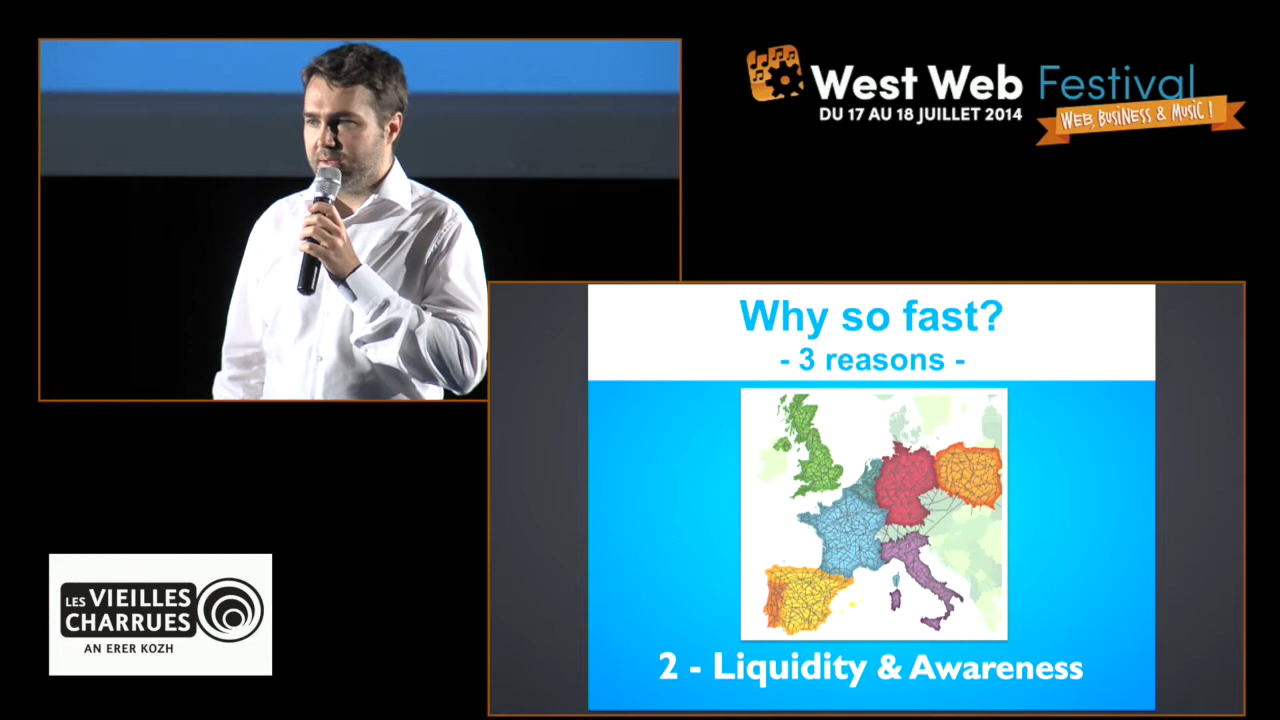 West Web Festival
DU 17 AU 18 JUILLET 2014
WEB, BUSINESS & MUSIC !
Why so fast?
- 3 reasons -
2 - Liquidity & Awareness
LES VIEILLES
CHARRUES
AN ERER KOZH